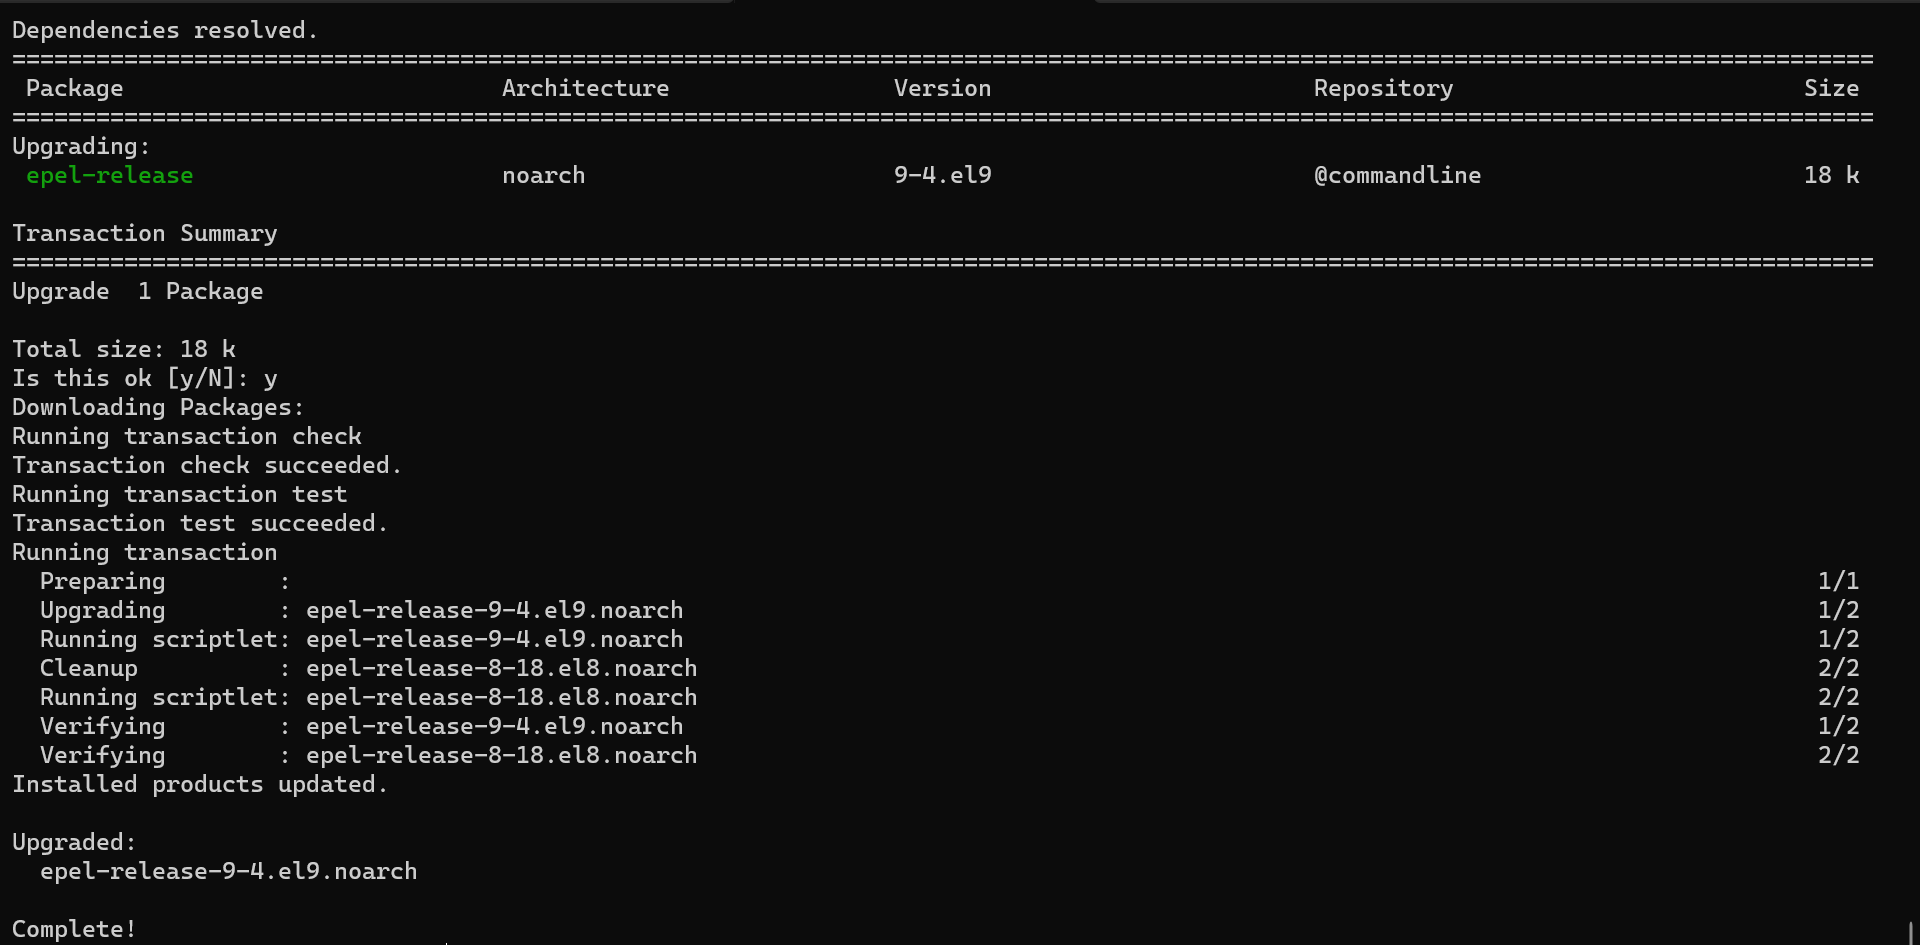 Dependencies resolved.
=====================================================================================================================================
 Package                           Architecture                Version                       Repository                         Size
=====================================================================================================================================
Upgrading:
 epel-release                      noarch                      9-4.el9                       @commandline                       18 k

Transaction Summary
=====================================================================================================================================
Upgrade  1 Package

Total size: 18 k
Is this ok [y/N]: y
Downloading Packages:
Running transaction check
Transaction check succeeded.
Running transaction test
Transaction test succeeded.
Running transaction
  Preparing        :                                                                                                             1/1
  Upgrading        : epel-release-9-4.el9.noarch                                                                                 1/2
  Running scriptlet: epel-release-9-4.el9.noarch                                                                                 1/2
  Cleanup          : epel-release-8-18.el8.noarch                                                                                2/2
  Running scriptlet: epel-release-8-18.el8.noarch                                                                                2/2
  Verifying        : epel-release-9-4.el9.noarch                                                                                 1/2
  Verifying        : epel-release-8-18.el8.noarch                                                                                2/2
Installed products updated.

Upgraded:
  epel-release-9-4.el9.noarch

Complete!